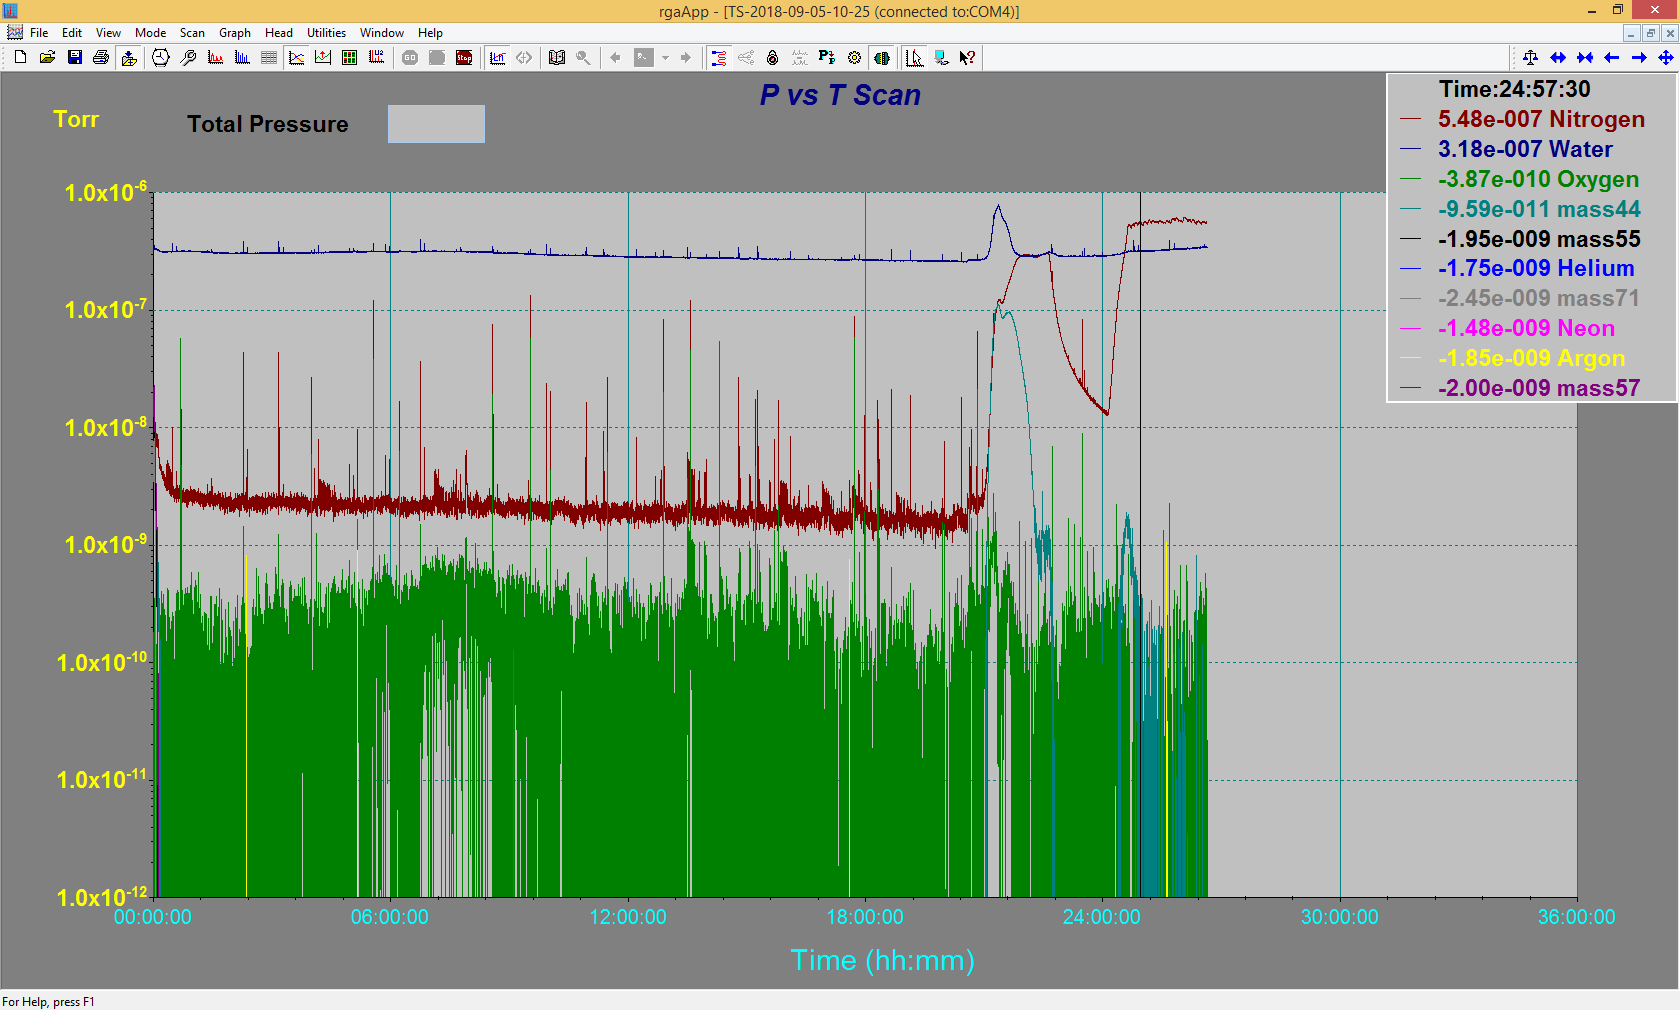 rgaApp - [TS-2018-09-05-10-25 (connected to:COM4)]
File Edit View Mode Scan Graph Head Utilities Window Help
GO Stop
P vs T Scan
Torr
Total Pressure
Time:24:57:30
5.48e-007 Nitrogen
3.18e-007 Water
-3.87e-010 Oxygen
-9.59e-011 mass44
-1.95e-009 mass55
-1.75e-009 Helium
-2.45e-009 mass71
-1.48e-009 Neon
-1.85e-009 Argon
-2.00e-009 mass57
1.0x10-6
1.0x10-7
1.0x10-8
1.0x10-9
1.0x10-10
1.0x10-11
1.0x10-12
00:00:00 06:00:00 12:00:00 18:00:00 24:00:00 30:00:00 36:00:00
Time (hh:mm)
For Help, press F1